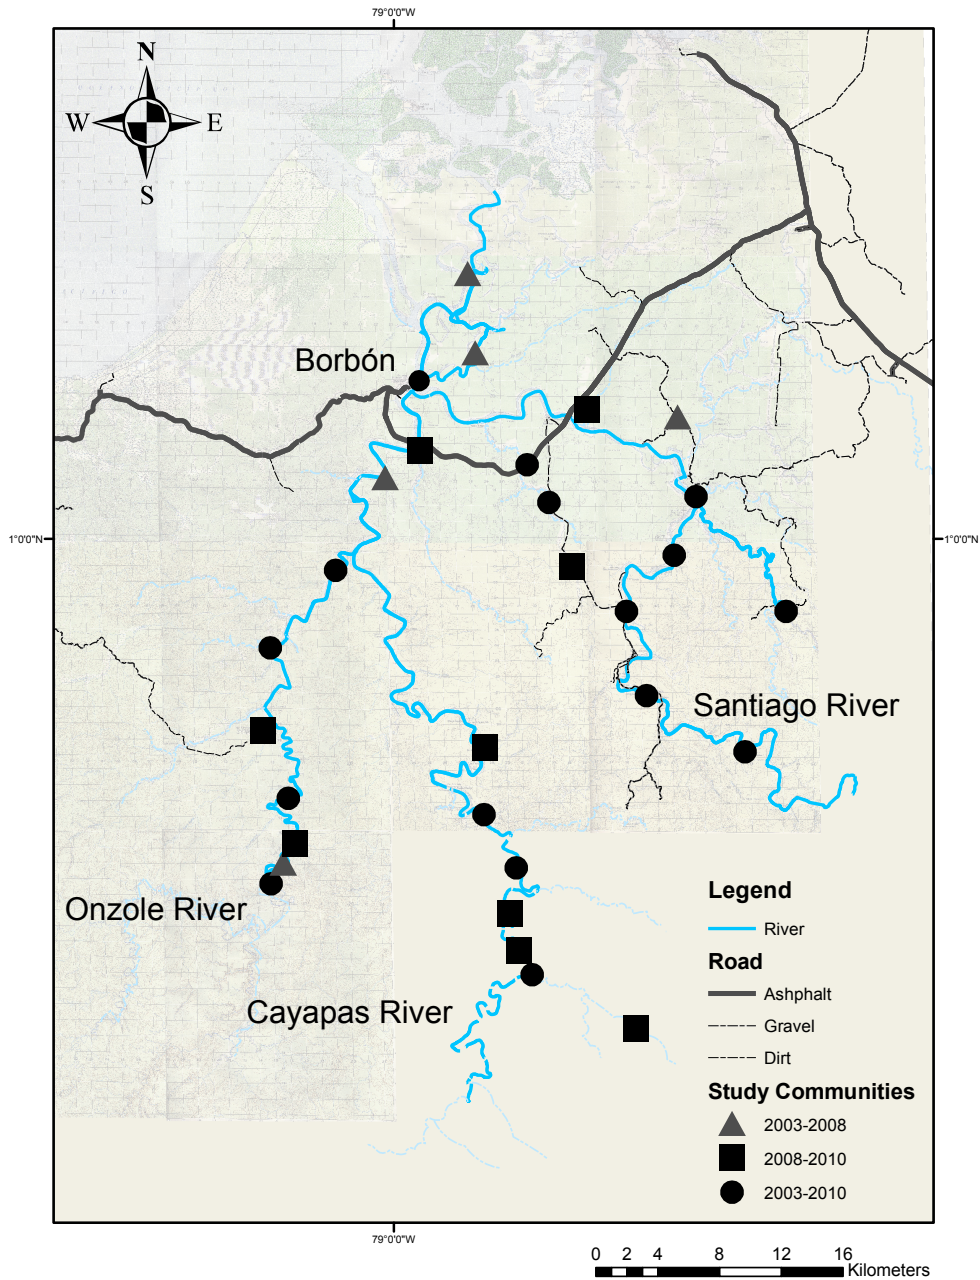 79°0'0"W
N
W E
S
Borbón
1°0'0"N 1°0'0"N
Santiago River
Onzole River
Cayapas River
Legend
River
Road
Ashphalt
Gravel
Dirt
Study Communities
2003-2008
2008-2010
2003-2010
79°0'0"W
0 2 4 8 12 16
Kilometers